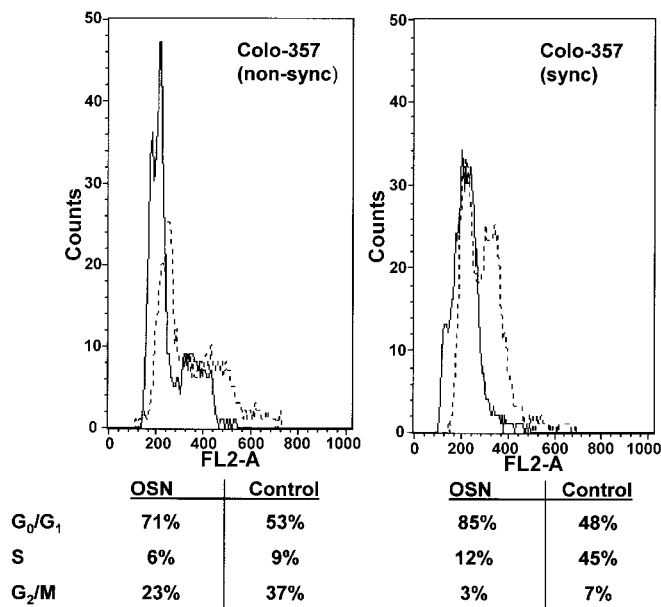 Colo-357
(non-sync)
50
40
30
20
10
0
Counts
0 200 400 600 800 1000
FL2-A
Colo-357
(sync)
50
40
30
20
10
0
Counts
0 200 400 600 800 1000
FL2-A
OSN Control OSN Control
G0/G1 71% 53% 85% 48%
S 6% 9% 12% 45%
G2/M 23% 37% 3% 7%